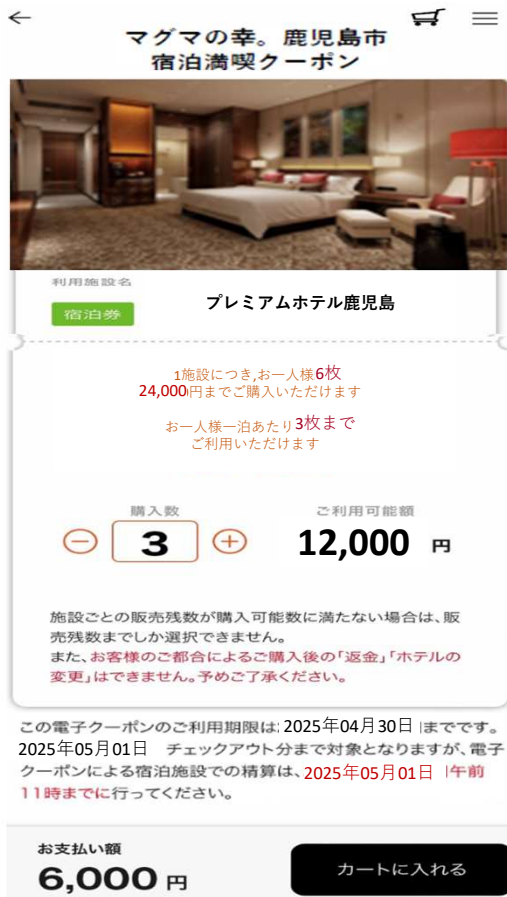 マグマの幸。鹿児島市
宿泊満喫クーポン
利用施設名
宿泊券
プレミアムホテル鹿児島
1施設につき,お一人様6枚
24,000円までご購入いただけます
お一人様一泊あたり3枚まで
ご利用いただけます
購入数
ご利用可能額
3
12,000 円
施設ごとの販売残数が購入可能数に満たない場合は、販
売残数までしか選択できません。
また、お客様のご都合によるご購入後の「返金」「ホテルの
変更」はできません。予めご了承ください。
この電子クーポンのご利用期限は 2025年04月30日 までです。
2025年05月01日 チェックアウト分まで対象となりますが、電子
クーポンによる宿泊施設での精算は、2025年05月01日 午前
11時までに行ってください。
お支払い額
6,000 円
カートに入れる